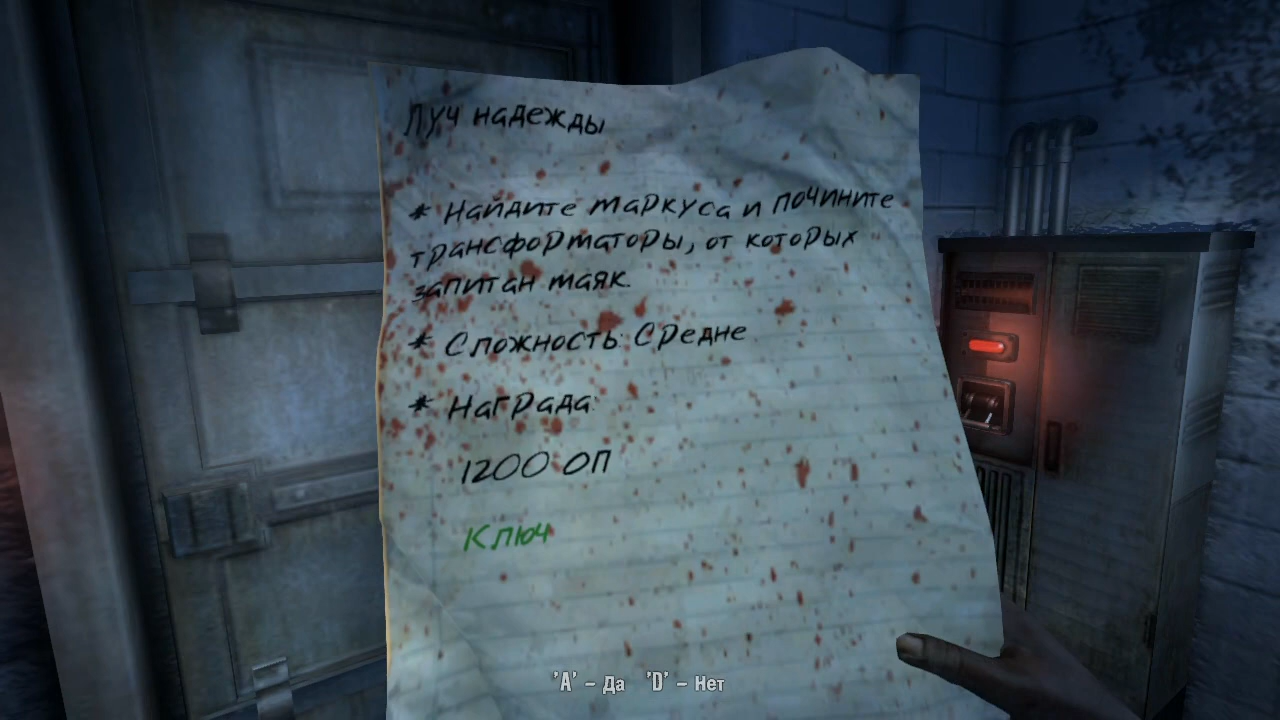 Луч надежды
* Найдите маркуса и почините
трансформаторы, от которых
запитан маяк.
* Сложность: Средне
* Награда:
1200 ОП
Ключ
'A' – Да 'D' – Нет